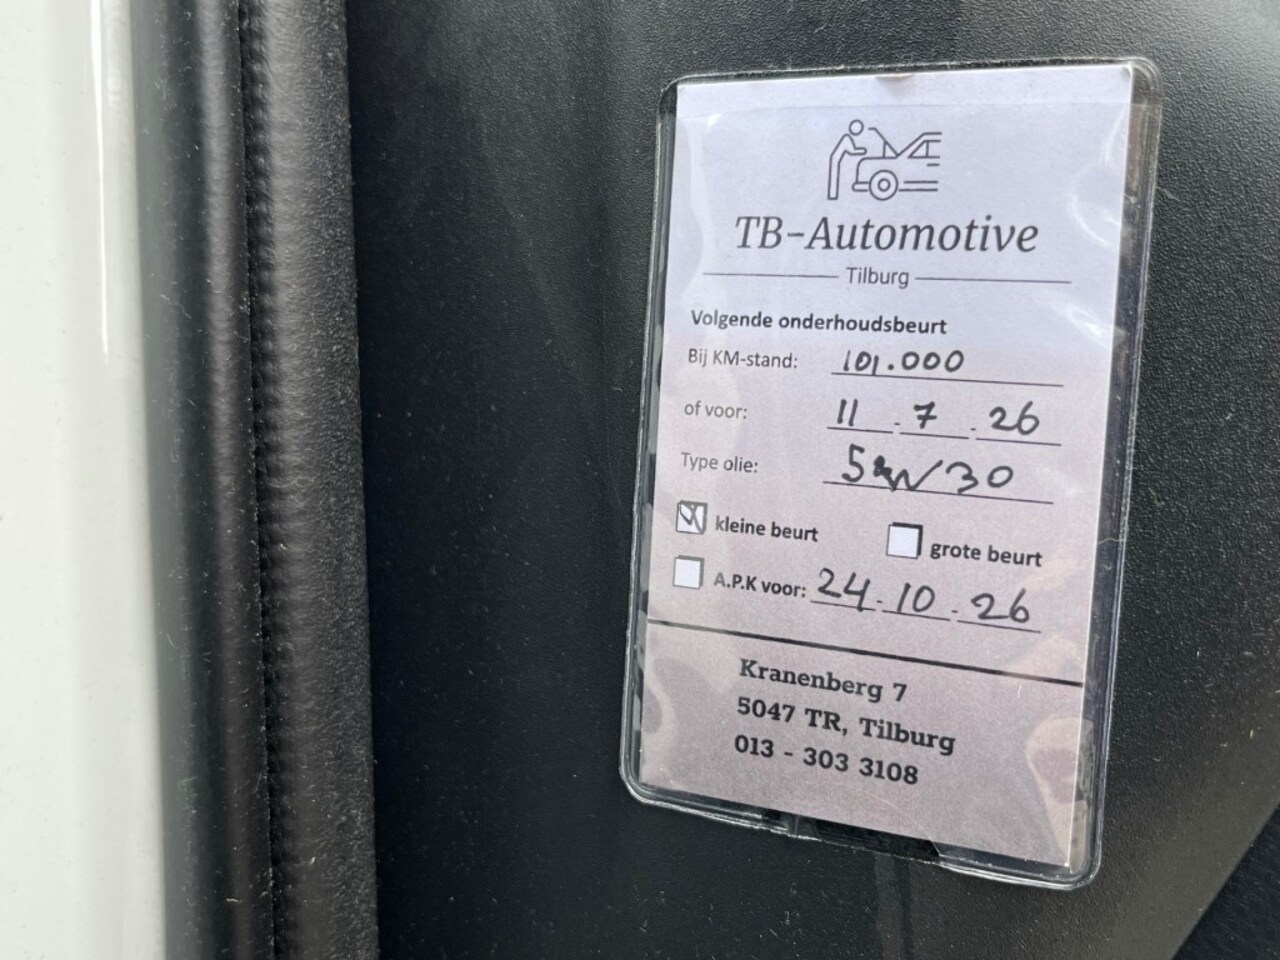 TB-Automotive
Tilburg
Volgende onderhoudsbeurt
Bij KM-stand: 101.000
of voor: 11.7.26
Type olie: 5W30
kleine beurt grote beurt
A.P.K voor: 24.10.26
Kranenberg 7
5047 TR, Tilburg
013 - 303 3108